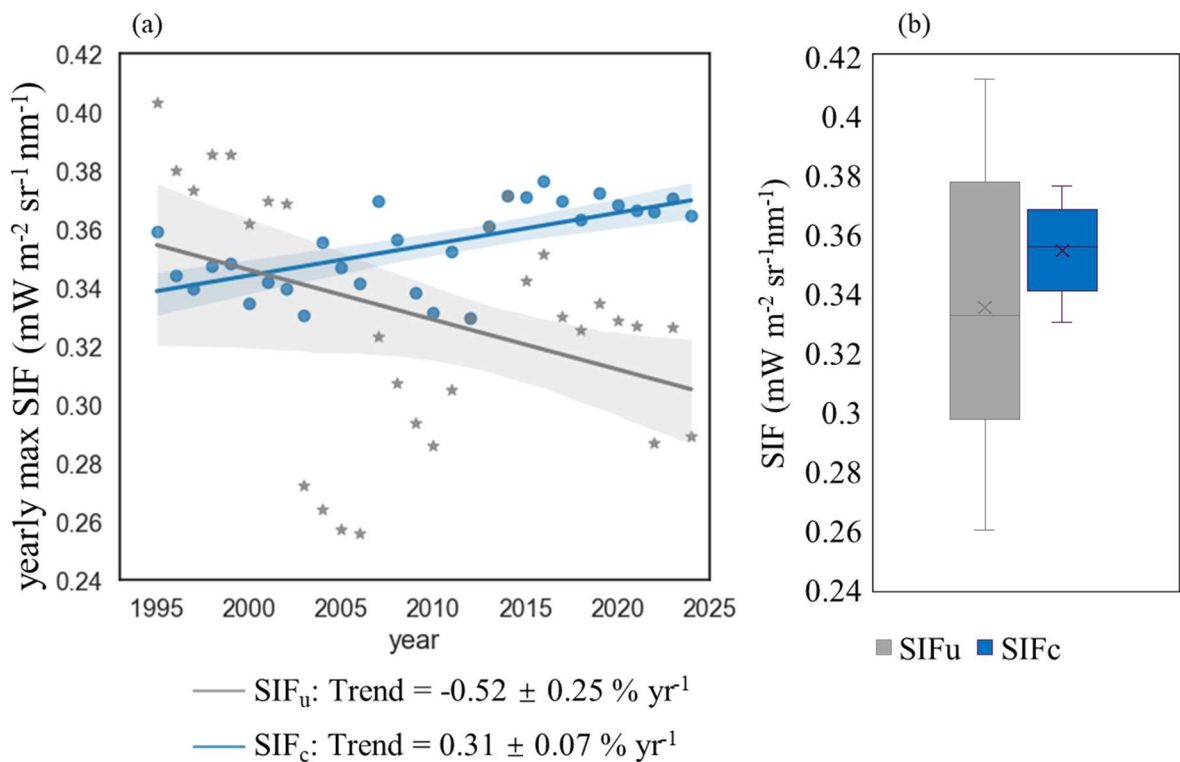 (a)
yearly max SIF (mW m⁻² sr⁻¹ nm⁻¹)
0.42
0.40
0.38
0.36
0.34
0.32
0.30
0.28
0.26
0.24
1995 2000 2005 2010 2015 2020 2025
year
SIFᵤ: Trend = -0.52 ± 0.25 % yr⁻¹
SIF꜀: Trend = 0.31 ± 0.07 % yr⁻¹
(b)
SIF (mW m⁻² sr⁻¹nm⁻¹)
0.42
0.4
0.38
0.36
0.34
0.32
0.3
0.28
0.26
0.24
SIFu SIFc